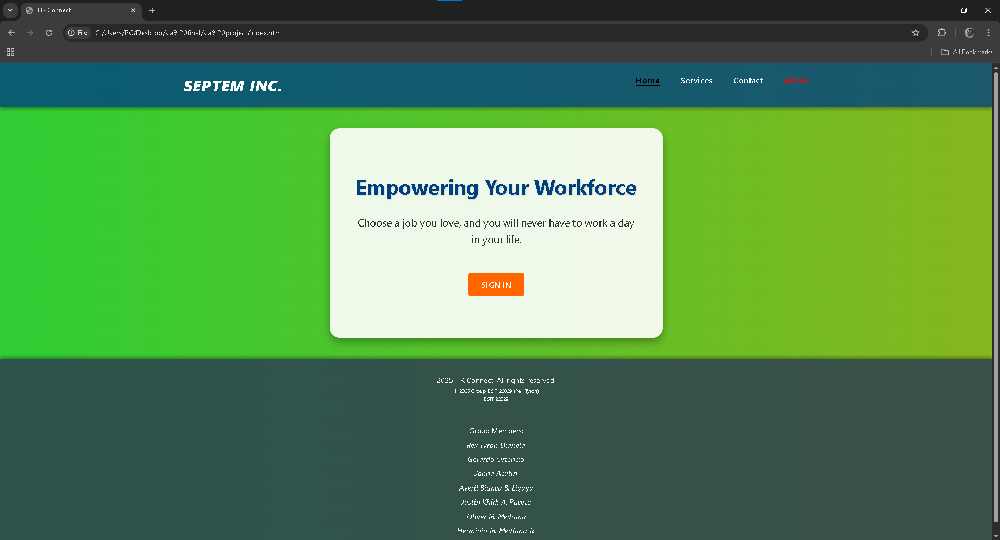 HR Connect
File C:/Users/PC/Desktop/sia%20final/sia%20project/index.html
All Bookmarks
SEPTEM INC.
Home Services Contact Admin
Empowering Your Workforce
Choose a job you love, and you will never have to work a day
in your life.
SIGN IN
2025 HR Connect. All rights reserved.
© 2025 Group BSIT 22029 (Rex Tyron)
BSIT 22029
Group Members:
Rex Tyron Dianela
Gerardo Ortencio
Janna Acutin
Averil Bianca B. Ligaya
Justin Khirk A. Pacete
Oliver M. Mediana
Herminio M. Mediana Jr.